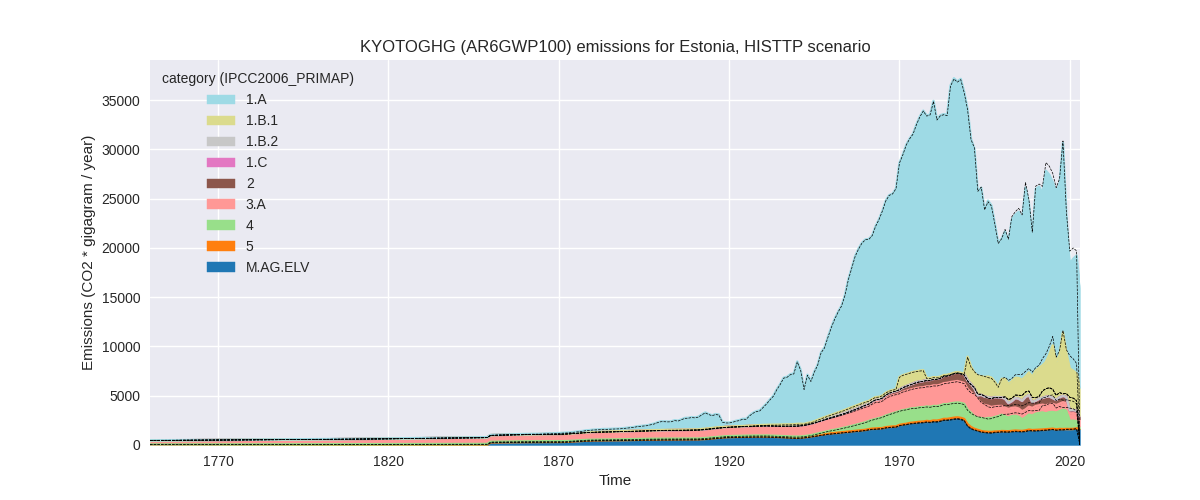 KYOTOGHG (AR6GWP100) emissions for Estonia, HISTTP scenario
category (IPCC2006_PRIMAP)
1.A
1.B.1
1.B.2
1.C
2
3.A
4
5
M.AG.ELV
Emissions (CO2 * gigagram / year)
35000
30000
25000
20000
15000
10000
5000
0
1770
1820
1870
1920
1970
2020
Time